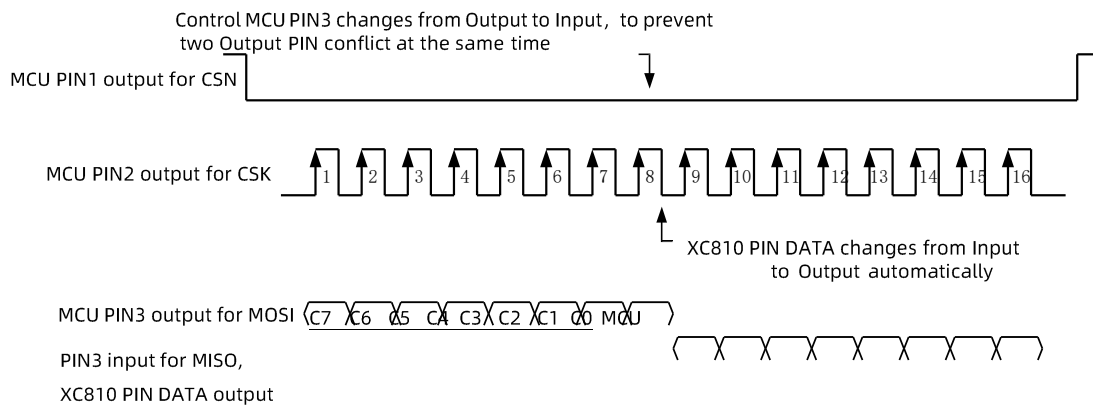 Control MCU PIN3 changes from Output to Input, to prevent
two Output PIN conflict at the same time
MCU PIN1 output for CSN
MCU PIN2 output for CSK
1 2 3 4 5 6 7 8 9 10 11 12 13 14 15 16
XC810 PIN DATA changes from Input
to Output automatically
MCU PIN3 output for MOSI C7 C6 C5 C4 C3 C2 C1 C0 MCU
PIN3 input for MISO,
XC810 PIN DATA output